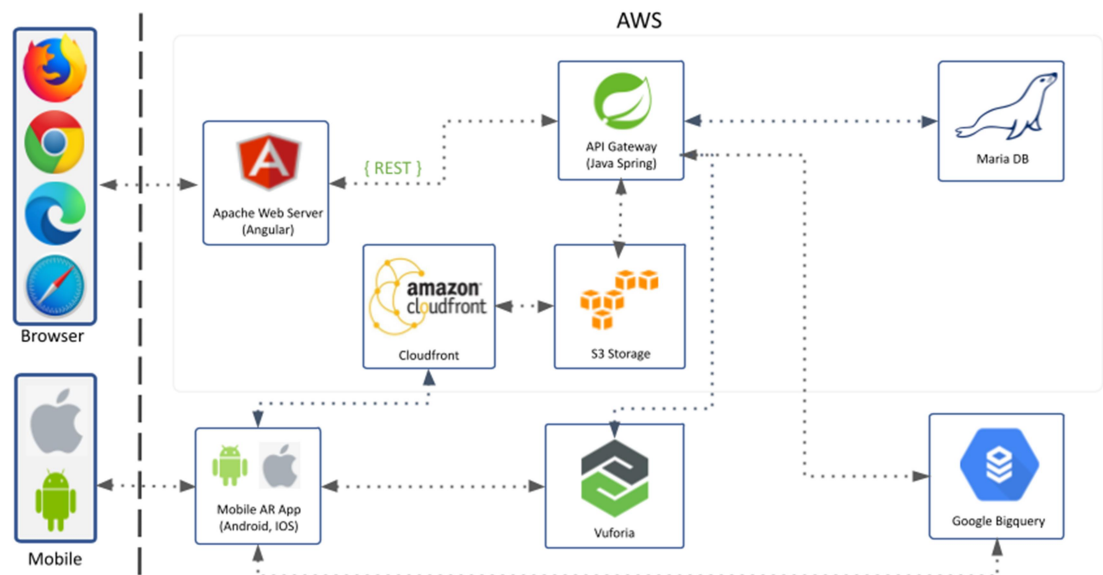 AWS
API Gateway
(Java Spring)
Maria DB
{ REST }
Apache Web Server
(Angular)
amazon
cloudfront
Cloudfront
S3 Storage
Browser
Mobile AR App
(Android, IOS)
Vuforia
Google Bigquery
Mobile